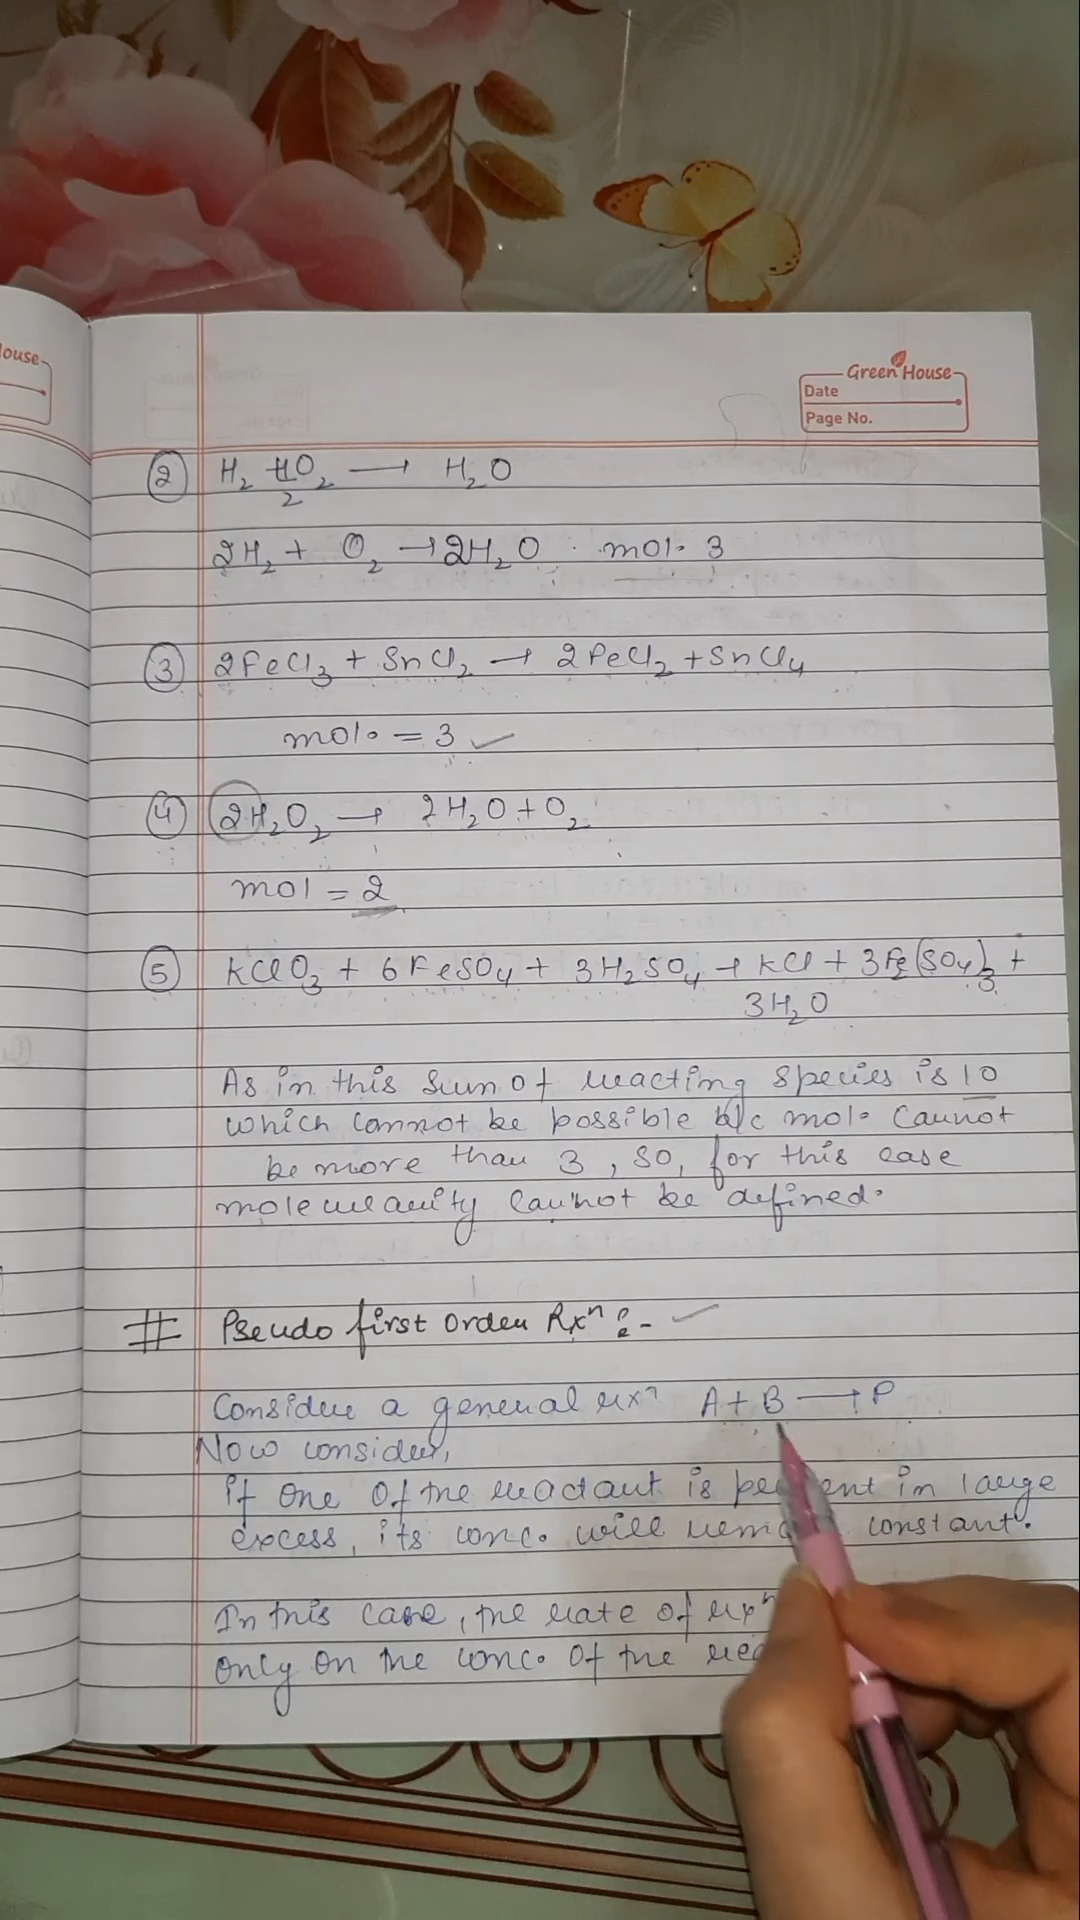 ouse
Green House
Date
Page No.
② H₂ + 1/2 O₂ → H₂O
2H₂ + O₂ → 2H₂O . mol. 3
③ 2FeCl₃ + SnCl₂ → 2FeCl₂ + SnCl₄
mol. = 3 ✓
④ 2H₂O₂ → 2H₂O + O₂
mol = 2
⑤ KClO₃ + 6FeSO₄ + 3H₂SO₄ → KCl + 3Fe₂(SO₄)₃ +
3H₂O
As in this sum of reacting species is 10
which cannot be possible b/c mol. cannot
be more than 3, so, for this case
molecularity cannot be defined.
# Pseudo first order Rxⁿ :- ✓
Consider a general rxⁿ A + B → P
Now consider,
if one of the reactant is in large
excess, its conc. will constant.
In this case, the rate of rxⁿ
only on the conc. of the